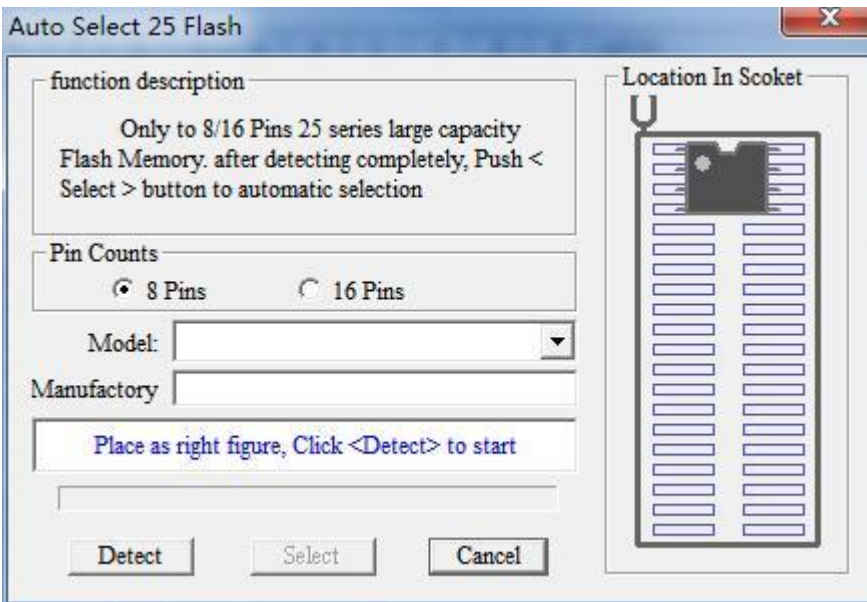 Auto Select 25 Flash
function description
Only to 8/16 Pins 25 series large capacity
Flash Memory. after detecting completely, Push <
Select > button to automatic selection
Location In Scoket
Pin Counts
8 Pins
16 Pins
Model:
Manufactory
Place as right figure, Click <Detect> to start
Detect
Select
Cancel